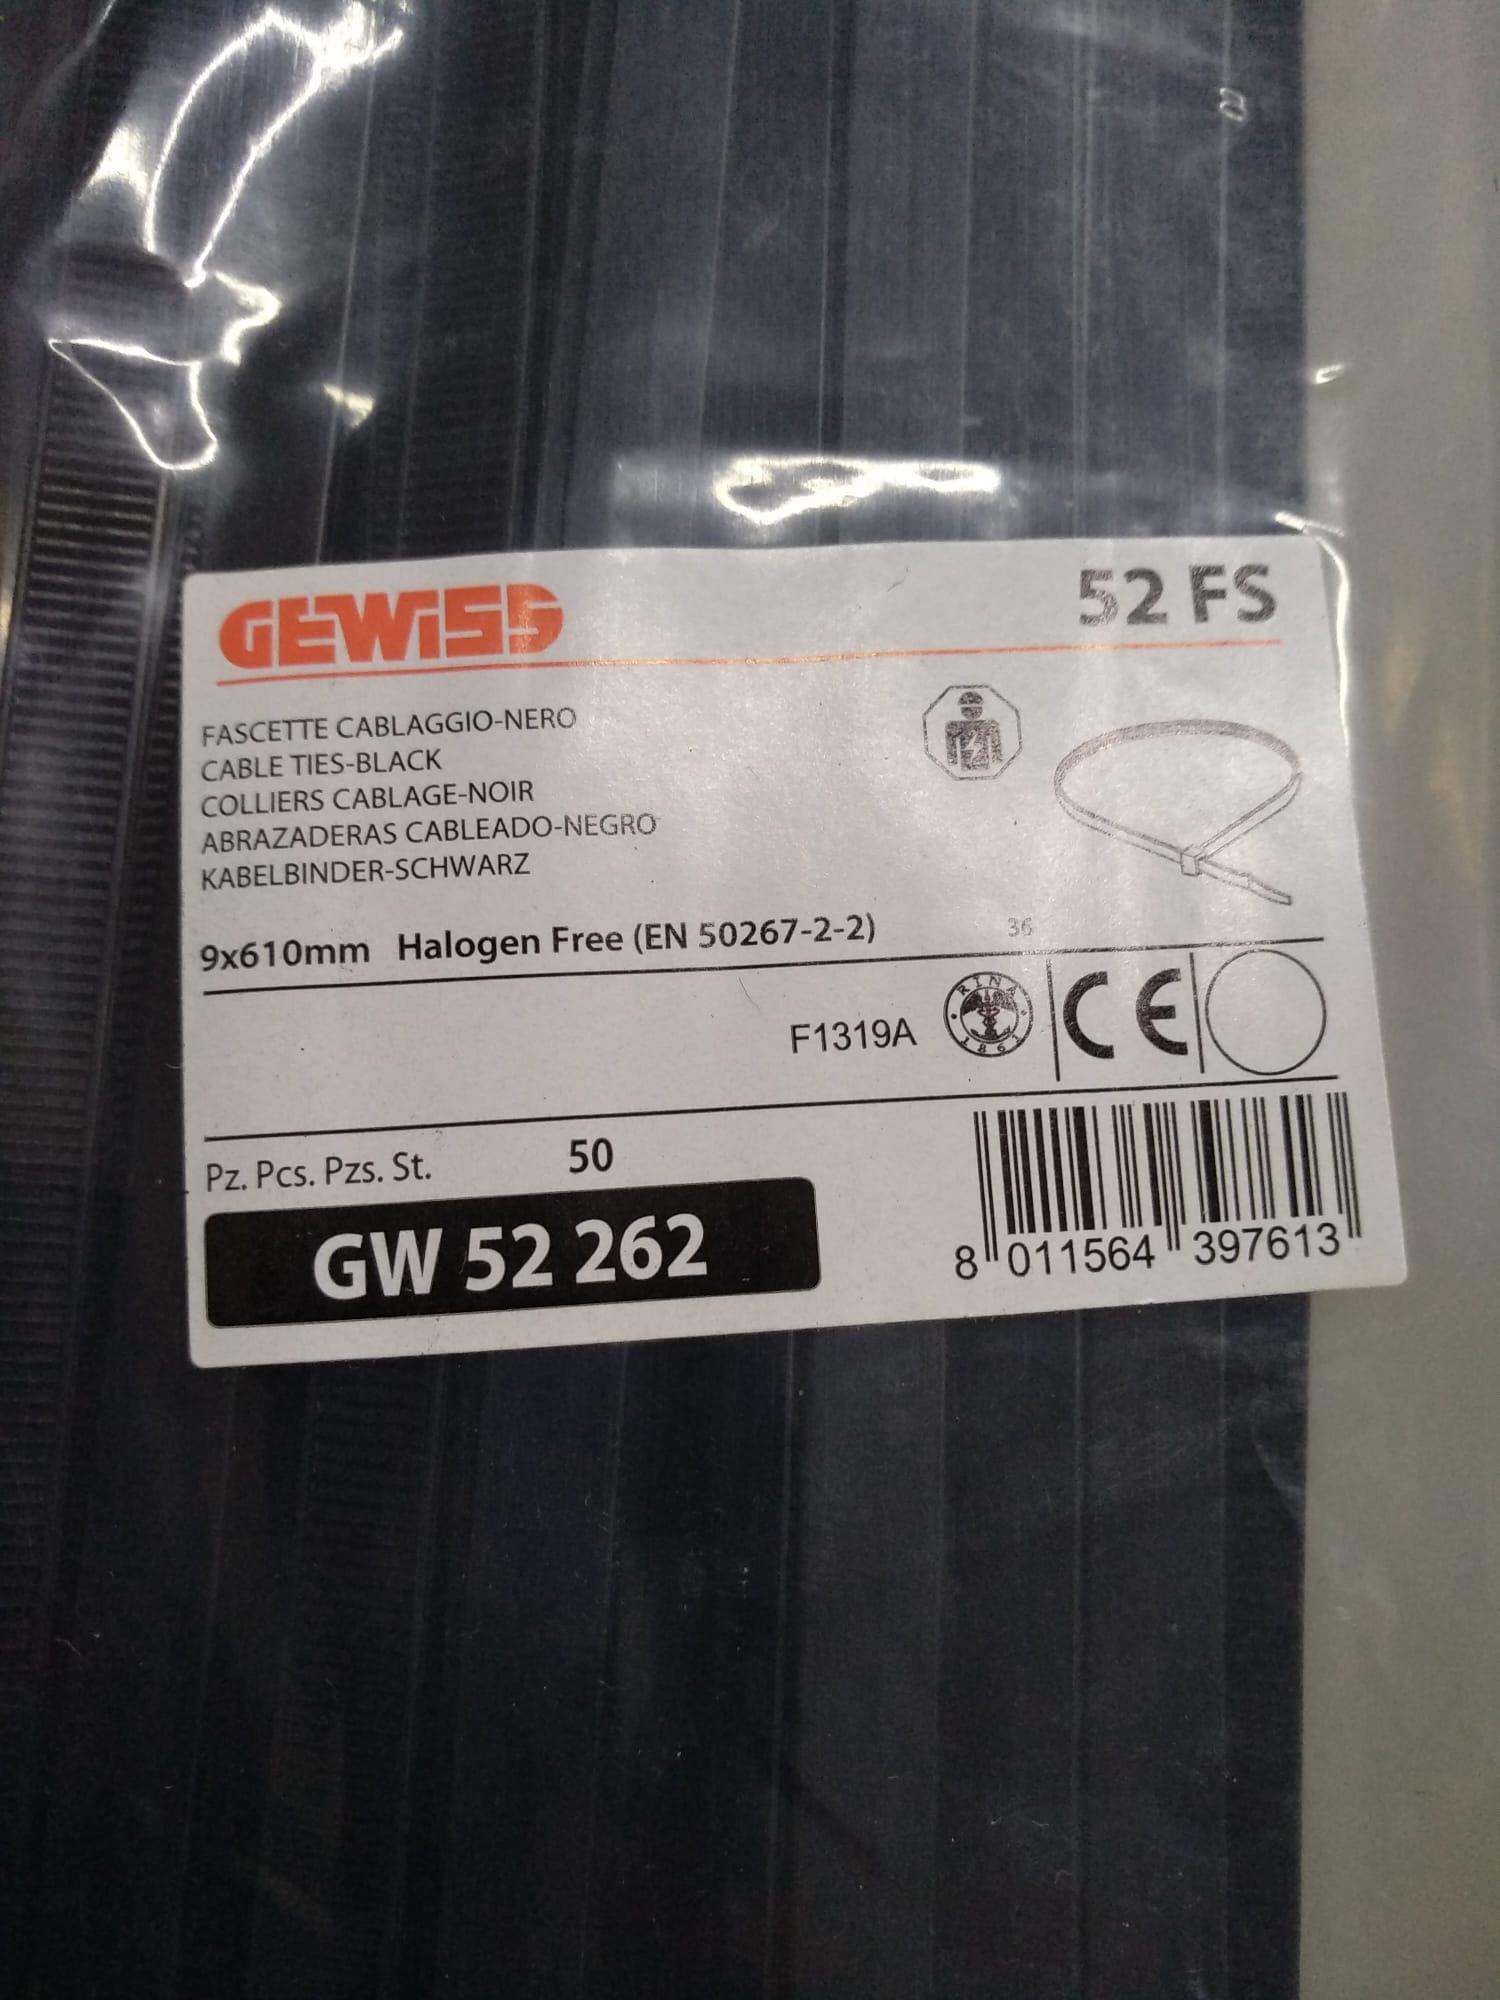 GEWISS
52 FS
FASCETTE CABLAGGIO-NERO
CABLE TIES-BLACK
COLLIERS CABLAGE-NOIR
ABRAZADERAS CABLEADO-NEGRO
KABELBINDER-SCHWARZ
9x610mm Halogen Free (EN 50267-2-2)
36
F1319A
RINA
1861
CE
Pz. Pcs. Pzs. St. 50
GW 52 262
8 011564 397613